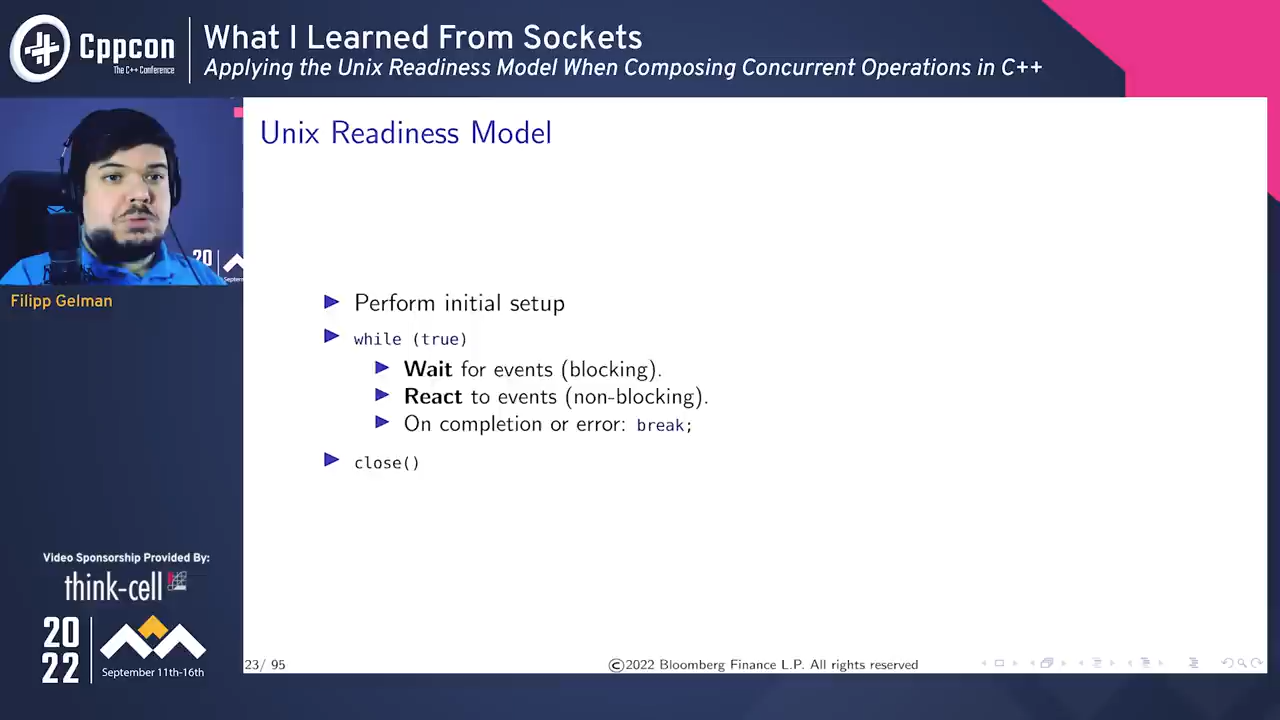 Cppcon
The C++ Conference
What I Learned From Sockets
Applying the Unix Readiness Model When Composing Concurrent Operations in C++
Unix Readiness Model
20
Filipp Gelman
Perform initial setup
while (true)
Wait for events (blocking).
React to events (non-blocking).
On completion or error: break;
close()
Video Sponsorship Provided By:
think-cell
20
22
September 11th-16th
23/ 95
©2022 Bloomberg Finance L.P. All rights reserved